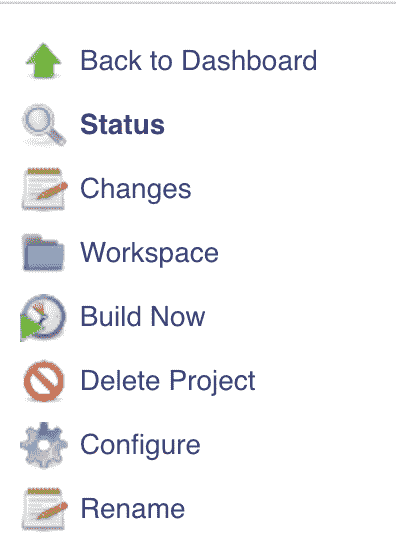 Back to Dashboard
Status
Changes
Workspace
Build Now
Delete Project
Configure
Rename